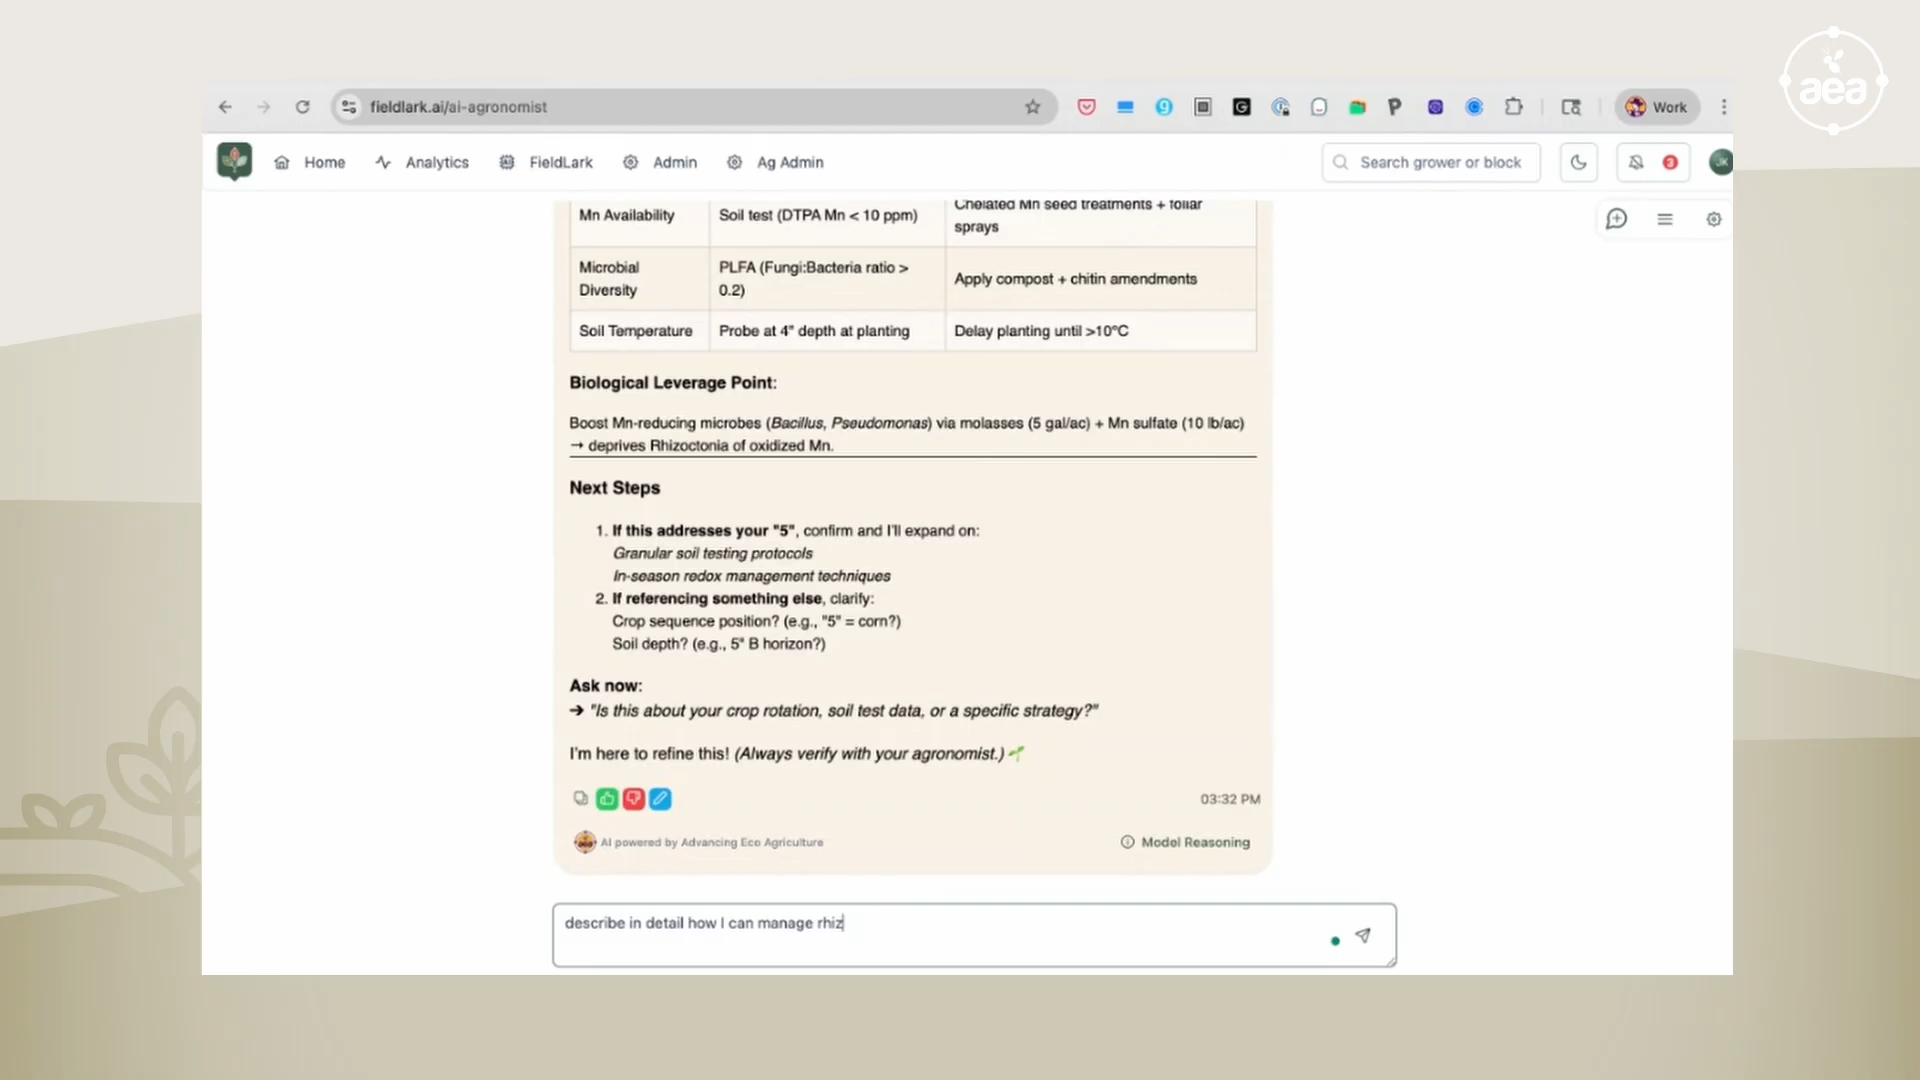 aea
fieldlark.ai/ai-agronomist
Work
Home
Analytics
FieldLark
Admin
Ag Admin
Search grower or block
3
JK
Mn Availability
Soil test (DTPA Mn < 10 ppm)
Chelated Mn seed treatments + foliar
sprays
Microbial
Diversity
PLFA (Fungi:Bacteria ratio >
0.2)
Apply compost + chitin amendments
Soil Temperature
Probe at 4" depth at planting
Delay planting until >10°C
Biological Leverage Point:
Boost Mn-reducing microbes (Bacillus, Pseudomonas) via molasses (5 gal/ac) + Mn sulfate (10 lb/ac)
→ deprives Rhizoctonia of oxidized Mn.
Next Steps
1. If this addresses your "5", confirm and I'll expand on:
Granular soil testing protocols
In-season redox management techniques
2. If referencing something else, clarify:
Crop sequence position? (e.g., "5" = corn?)
Soil depth? (e.g., 5" B horizon?)
Ask now:
➔ "Is this about your crop rotation, soil test data, or a specific strategy?"
I'm here to refine this! (Always verify with your agronomist.)
03:32 PM
AI powered by Advancing Eco Agriculture
Model Reasoning
describe in detail how I can manage rhiz